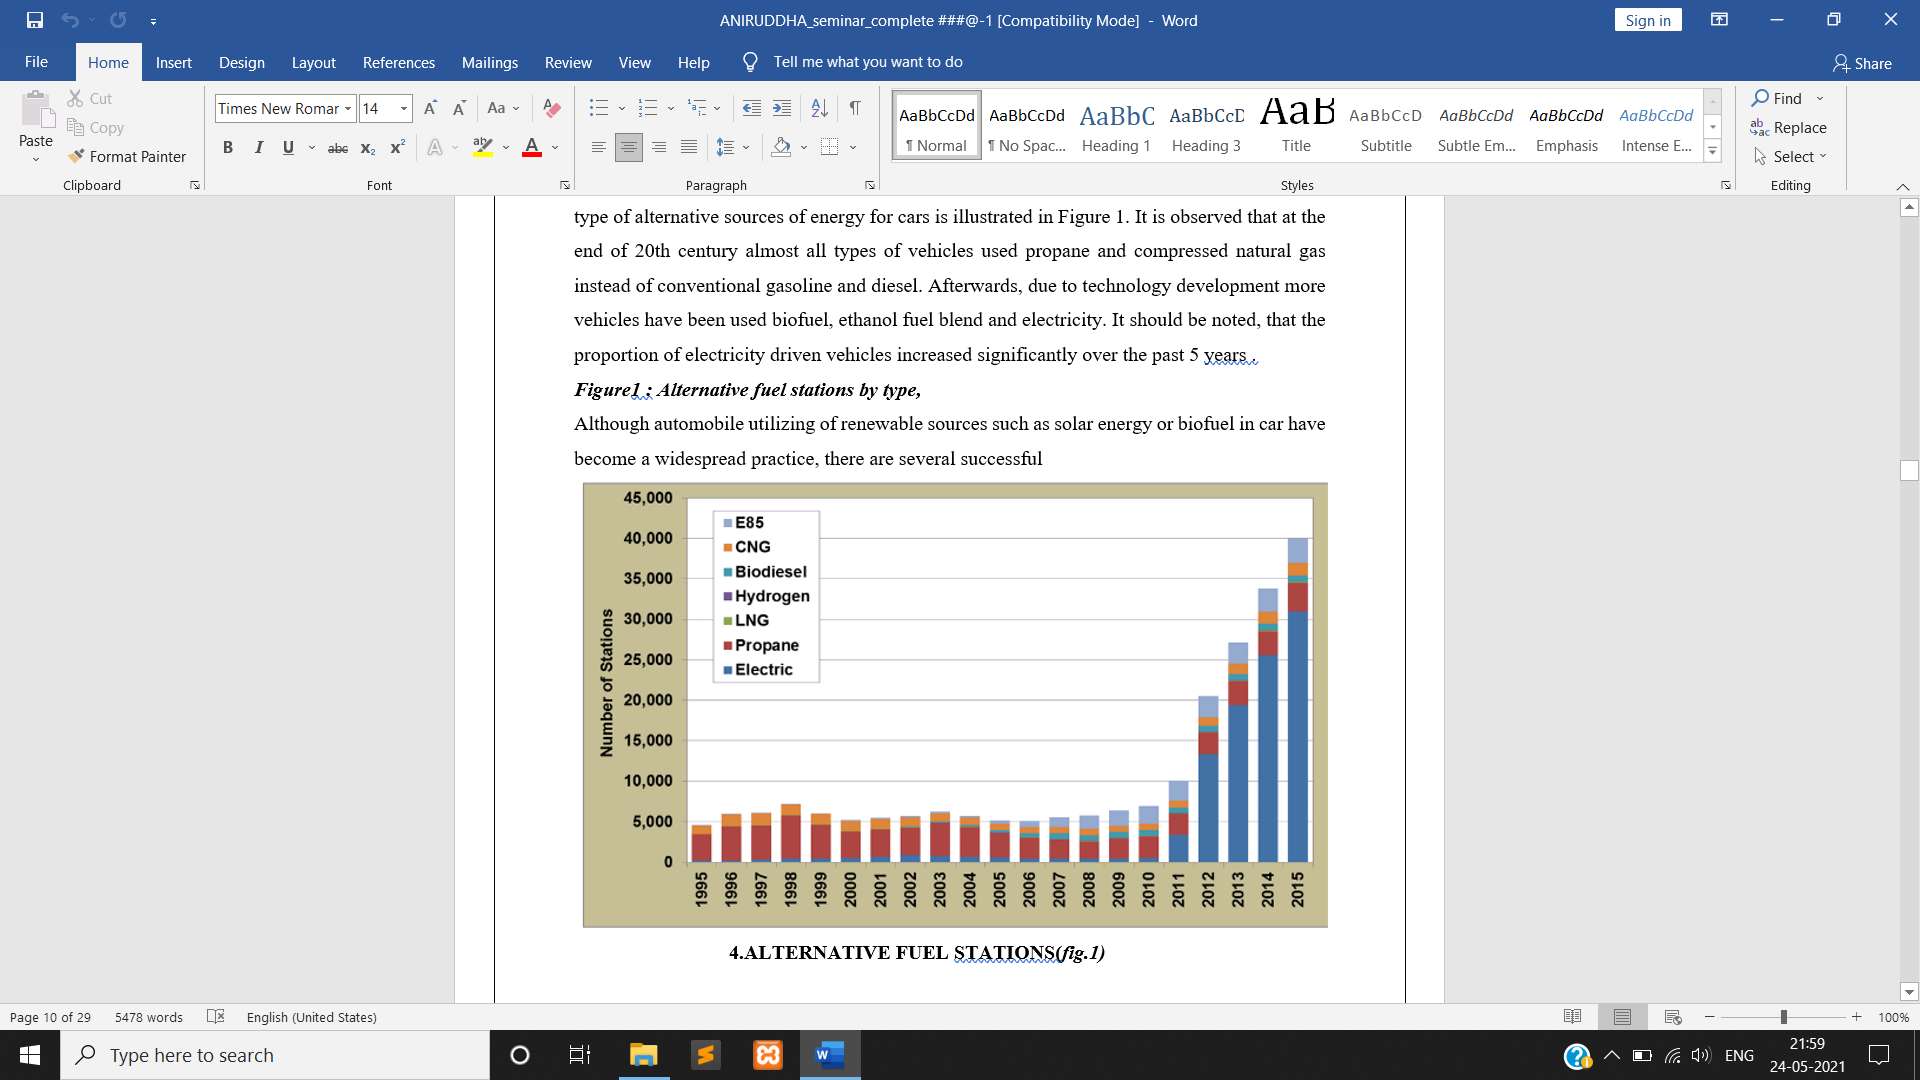 ANIRUDDHA_seminar_complete ###@-1 [Compatibility Mode] - Word
Sign in
File Home Insert Design Layout References Mailings Review View Help Tell me what you want to do
Share
Paste
Cut
Copy
Format Painter
Clipboard
Times New Romar 14
Aa
B I U abc x₂ x² A A
Font
Paragraph
AaBbCcDd AaBbCcDd AaBbC AaBbCcD AaB AaBbCcD AaBbCcDd AaBbCcDd AaBbCcDd
¶ Normal ¶ No Spac... Heading 1 Heading 3 Title Subtitle Subtle Em... Emphasis Intense E...
Styles
Find
Replace
Select
Editing
type of alternative sources of energy for cars is illustrated in Figure 1. It is observed that at the
end of 20th century almost all types of vehicles used propane and compressed natural gas
instead of conventional gasoline and diesel. Afterwards, due to technology development more
vehicles have been used biofuel, ethanol fuel blend and electricity. It should be noted, that the
proportion of electricity driven vehicles increased significantly over the past 5 years .
Figure1 : Alternative fuel stations by type,
Although automobile utilizing of renewable sources such as solar energy or biofuel in car have
become a widespread practice, there are several successful
Number of Stations
45,000
40,000
35,000
30,000
25,000
20,000
15,000
10,000
5,000
0
E85
CNG
Biodiesel
Hydrogen
LNG
Propane
Electric
1995 1996 1997 1998 1999 2000 2001 2002 2003 2004 2005 2006 2007 2008 2009 2010 2011 2012 2013 2014 2015
4.ALTERNATIVE FUEL STATIONS(fig.1)
Page 10 of 29 5478 words English (United States)
100%
Type here to search
ENG
21:59
24-05-2021